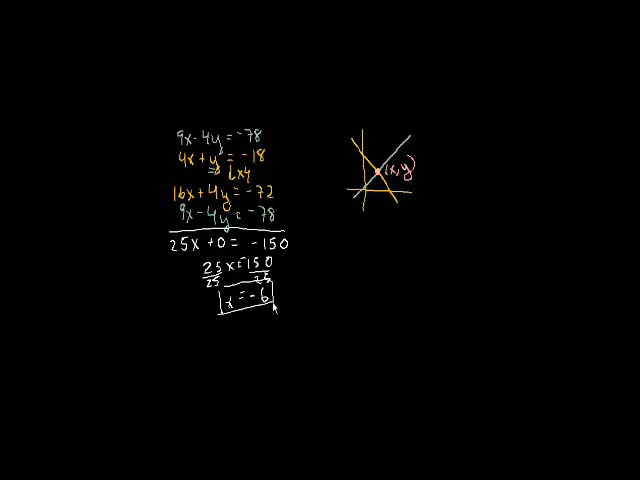 9x-4y=-78
4x+y=-18
x4
16x+4y=-72
9x-4y=-78
25x+0=-150
25x=-150
25 25
x=-6
(x,y)